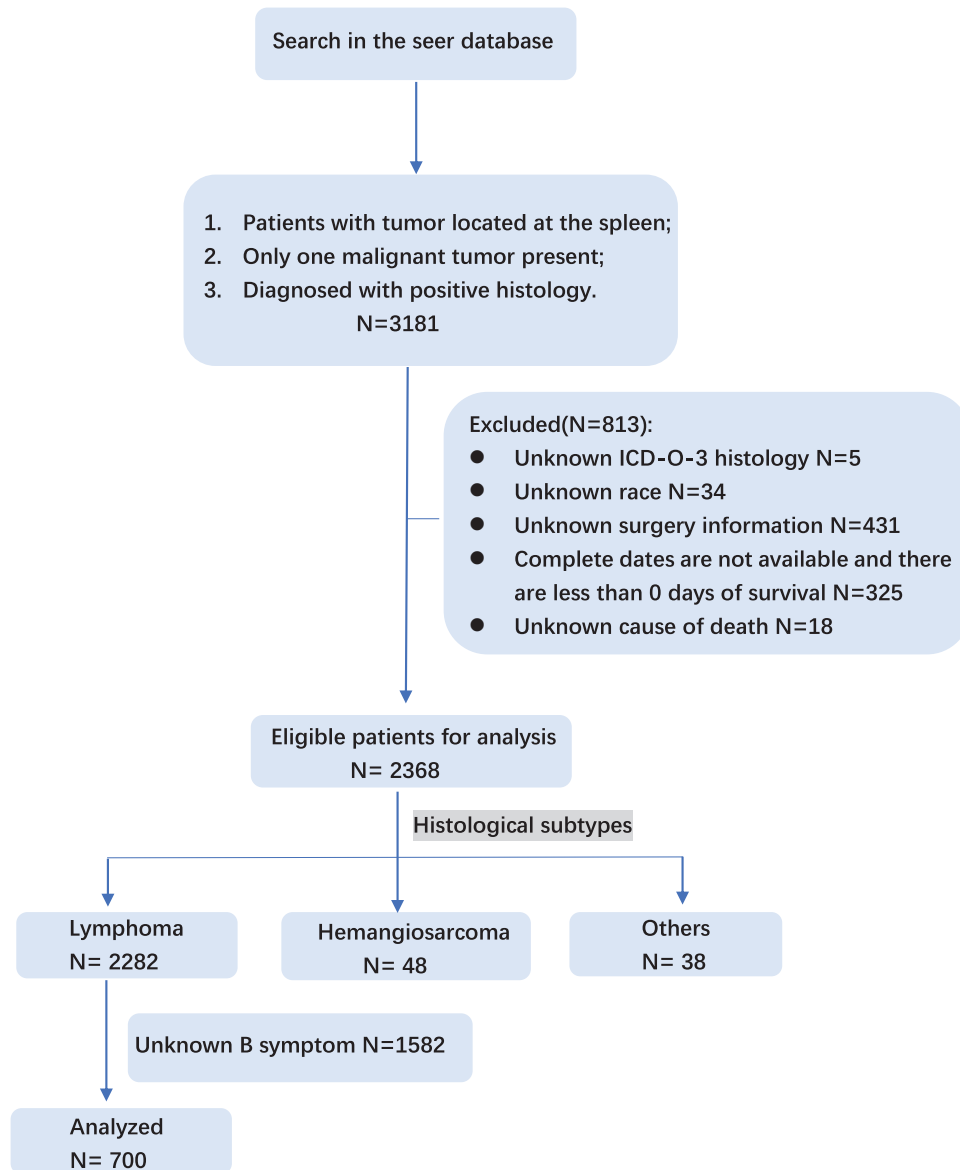 Search in the seer database
1. Patients with tumor located at the spleen;
2. Only one malignant tumor present;
3. Diagnosed with positive histology.
N=3181
Excluded(N=813):
● Unknown ICD-O-3 histology N=5
● Unknown race N=34
● Unknown surgery information N=431
● Complete dates are not available and there
are less than 0 days of survival N=325
● Unknown cause of death N=18
Eligible patients for analysis
N= 2368
Histological subtypes
Lymphoma
N= 2282
Hemangiosarcoma
N= 48
Others
N= 38
Unknown B symptom N=1582
Analyzed
N= 700